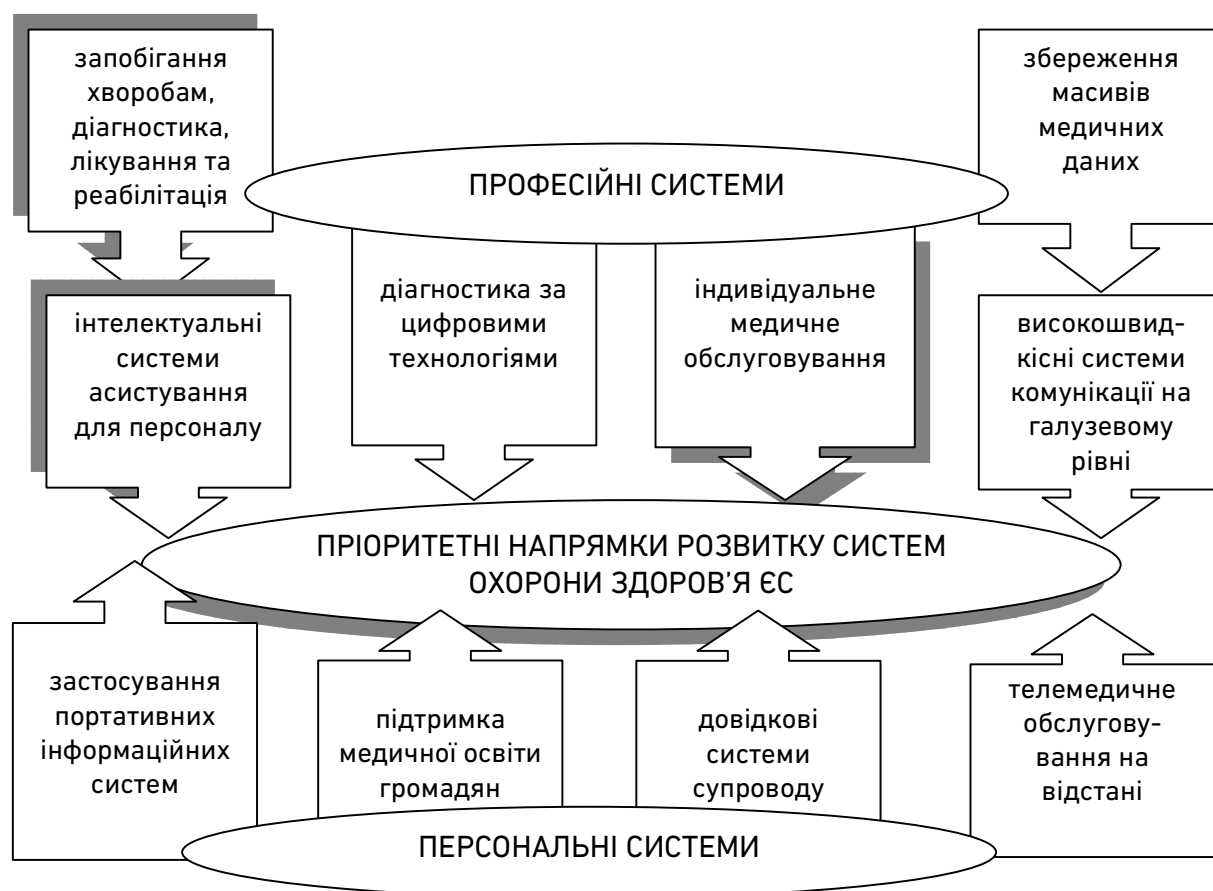 запобігання
хворобам,
діагностика,
лікування та
реабілітація
збереження
масивів
медичних
даних
ПРОФЕСІЙНІ СИСТЕМИ
інтелектуальні
системи
асистування
для персоналу
діагностика за
цифровими
технологіями
індивідуальне
медичне
обслуговування
високошвид-
кісні системи
комунікації на
галузевому
рівні
ПРІОРИТЕТНІ НАПРЯМКИ РОЗВИТКУ СИСТЕМ
ОХОРОНИ ЗДОРОВ’Я ЄС
застосування
портативних
інформаційних
систем
підтримка
медичної освіти
громадян
довідкові
системи
супроводу
телемедичне
обслугову-
вання на
відстані
ПЕРСОНАЛЬНІ СИСТЕМИ